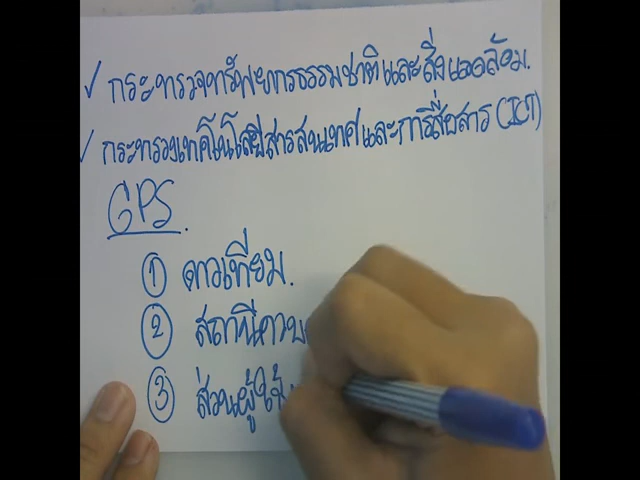 ✓ กระทรวงทรัพยากรธรรมชาติและสิ่งแวดล้อม.
✓ กระทรวงเทคโนโลยีสารสนเทศและการสื่อสาร (ICT)
GPS.
① ดาวเทียม.
② สถานีควบ
③ ส่วนผู้ใช้